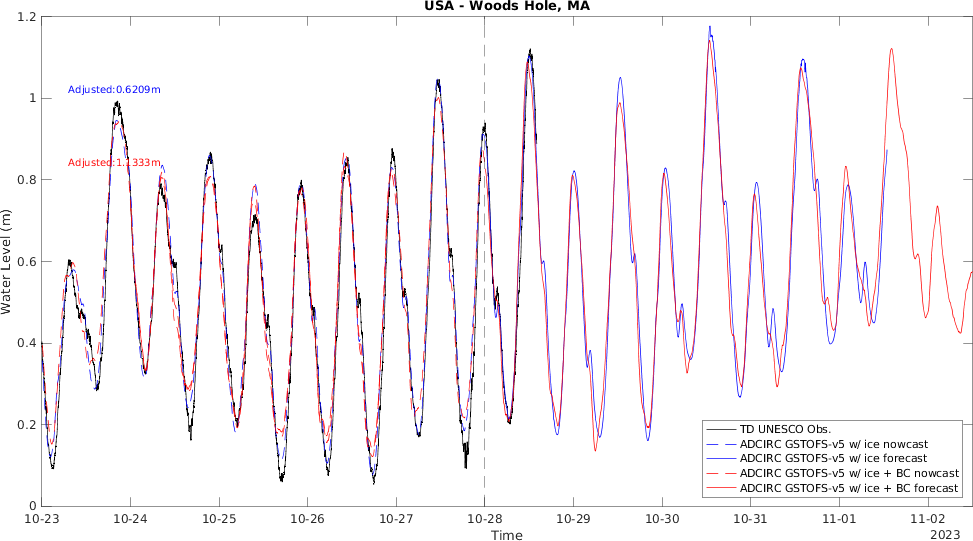 USA - Woods Hole, MA
1.2
1
0.8
0.6
0.4
0.2
0
Water Level (m)
Adjusted:0.6209m
Adjusted:1.1333m
TD UNESCO Obs.
ADCIRC GSTOFS-v5 w/ ice nowcast
ADCIRC GSTOFS-v5 w/ ice forecast
ADCIRC GSTOFS-v5 w/ ice + BC nowcast
ADCIRC GSTOFS-v5 w/ ice + BC forecast
10-23 10-24 10-25 10-26 10-27 10-28 10-29 10-30 10-31 11-01 11-02
Time
2023